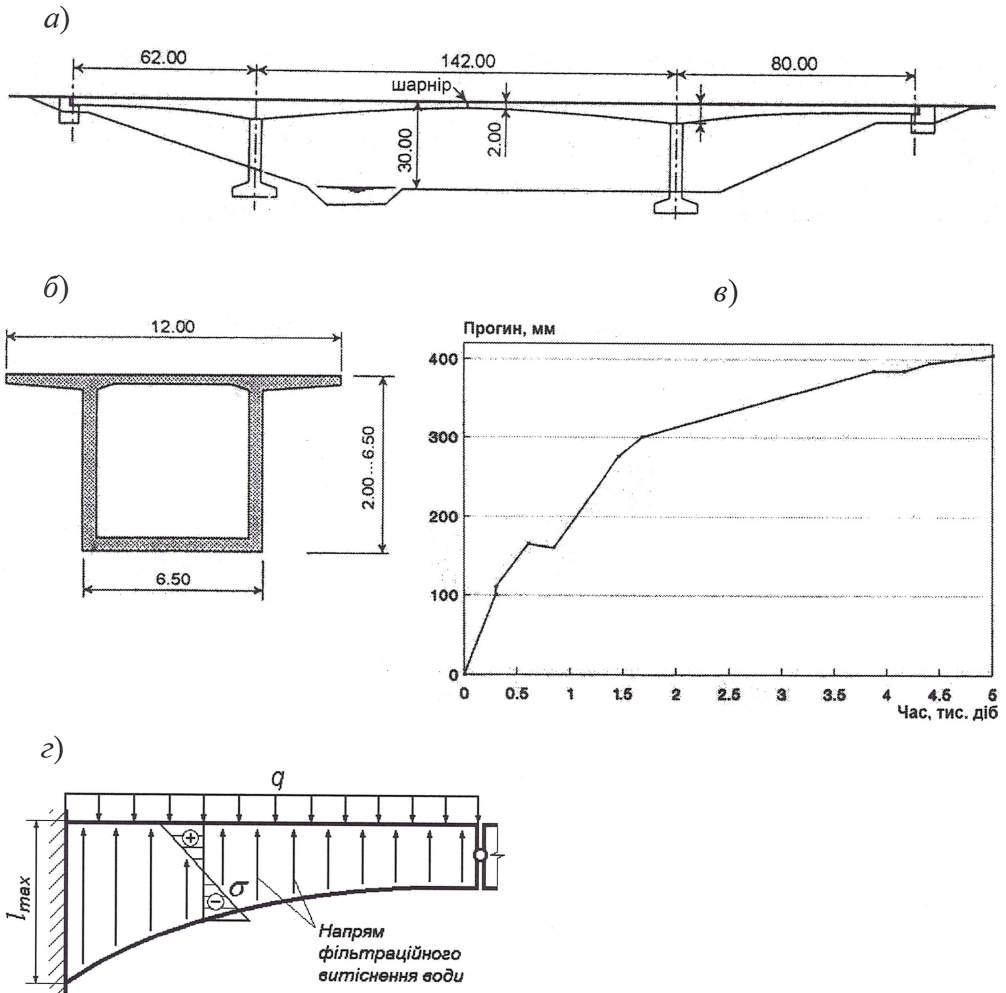 а)
62.00
142.00
80.00
шарнір
30.00
2.00
б)
12.00
2.00...6.50
6.50
в)
Прогин, мм
400
300
200
100
0
0 0.5 1 1.5 2 2.5 3 3.5 4 4.5 5
Час, тис. діб
г)
q
+
σ
−
l max
Напрям
фільтраційного
витіснення води